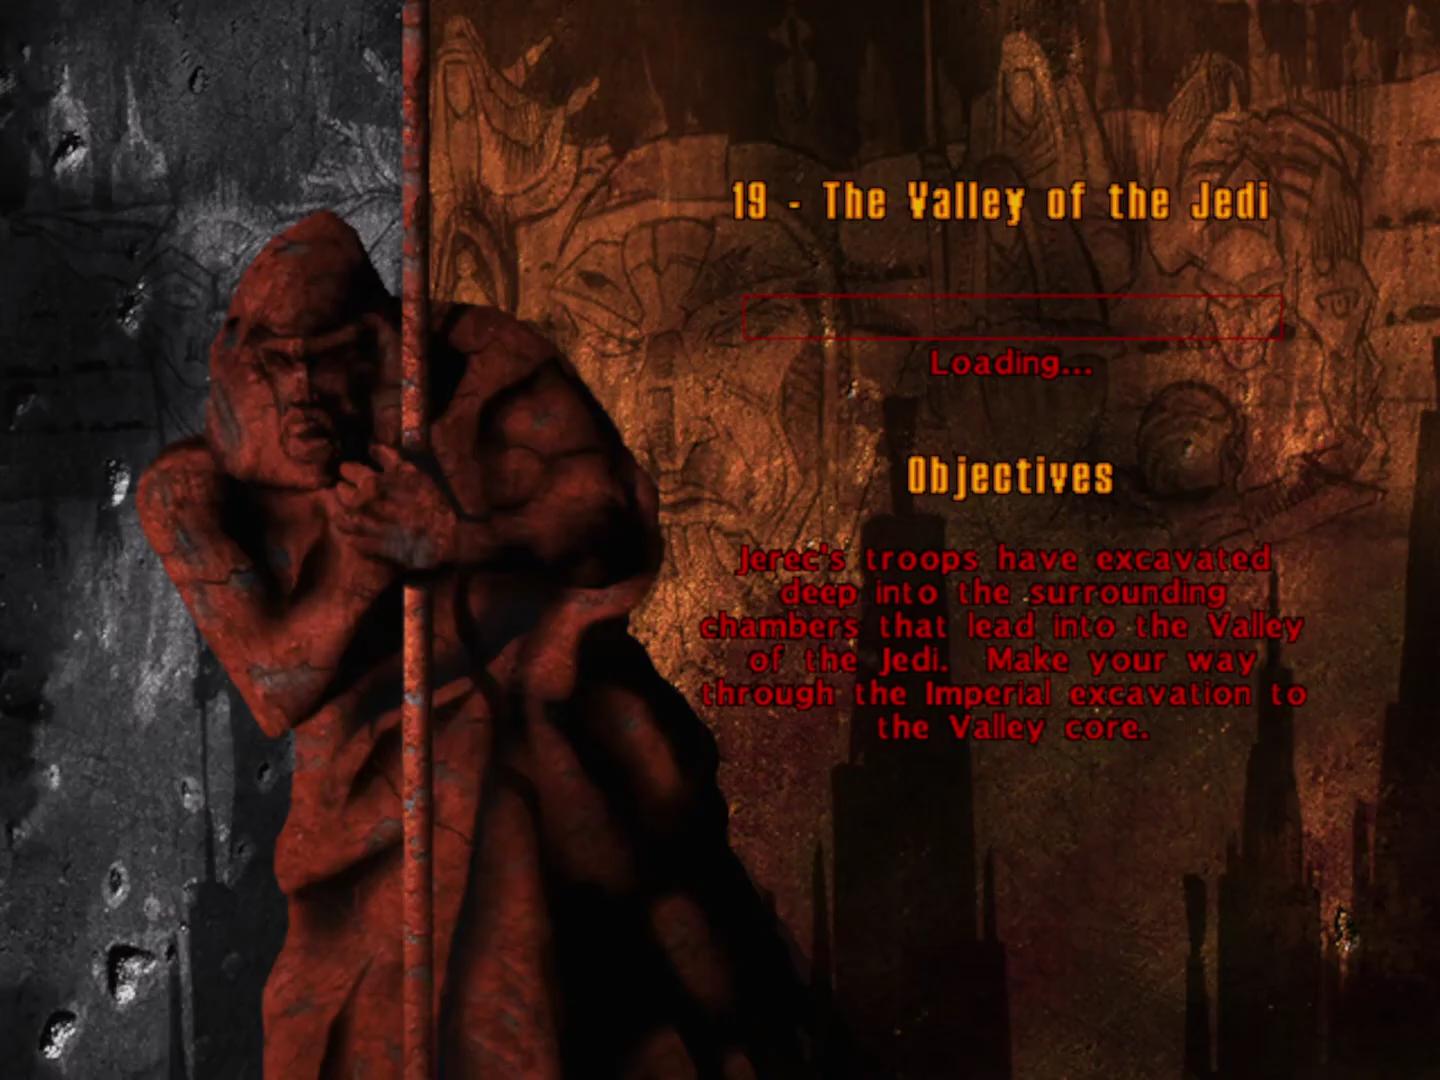 19 - The Valley of the Jedi
Loading...
Objectives
Jerec's troops have excavated
deep into the surrounding
chambers that lead into the Valley
of the Jedi.  Make your way
through the Imperial excavation to
the Valley core.